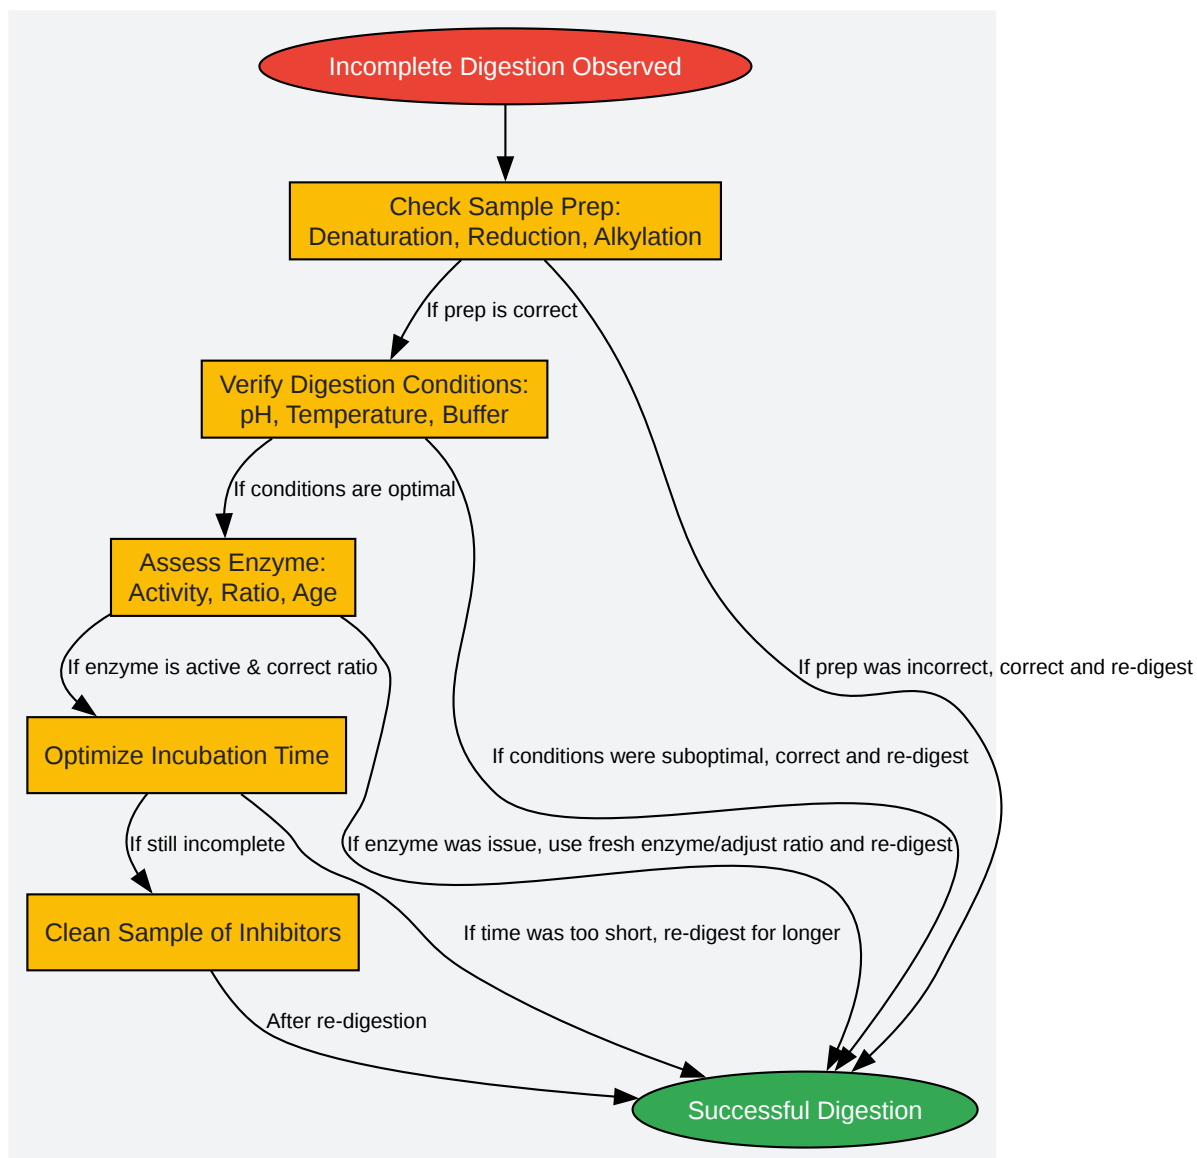 Incomplete Digestion Observed
Check Sample Prep:
Denaturation, Reduction, Alkylation
If prep is correct
Verify Digestion Conditions:
pH, Temperature, Buffer
If conditions are optimal
Assess Enzyme:
Activity, Ratio, Age
If enzyme is active & correct ratio
If prep was incorrect, correct and re-digest
Optimize Incubation Time
If conditions were suboptimal, correct and re-digest
If still incomplete
If enzyme was issue, use fresh enzyme/adjust ratio and re-digest
Clean Sample of Inhibitors
If time was too short, re-digest for longer
After re-digestion
Successful Digestion